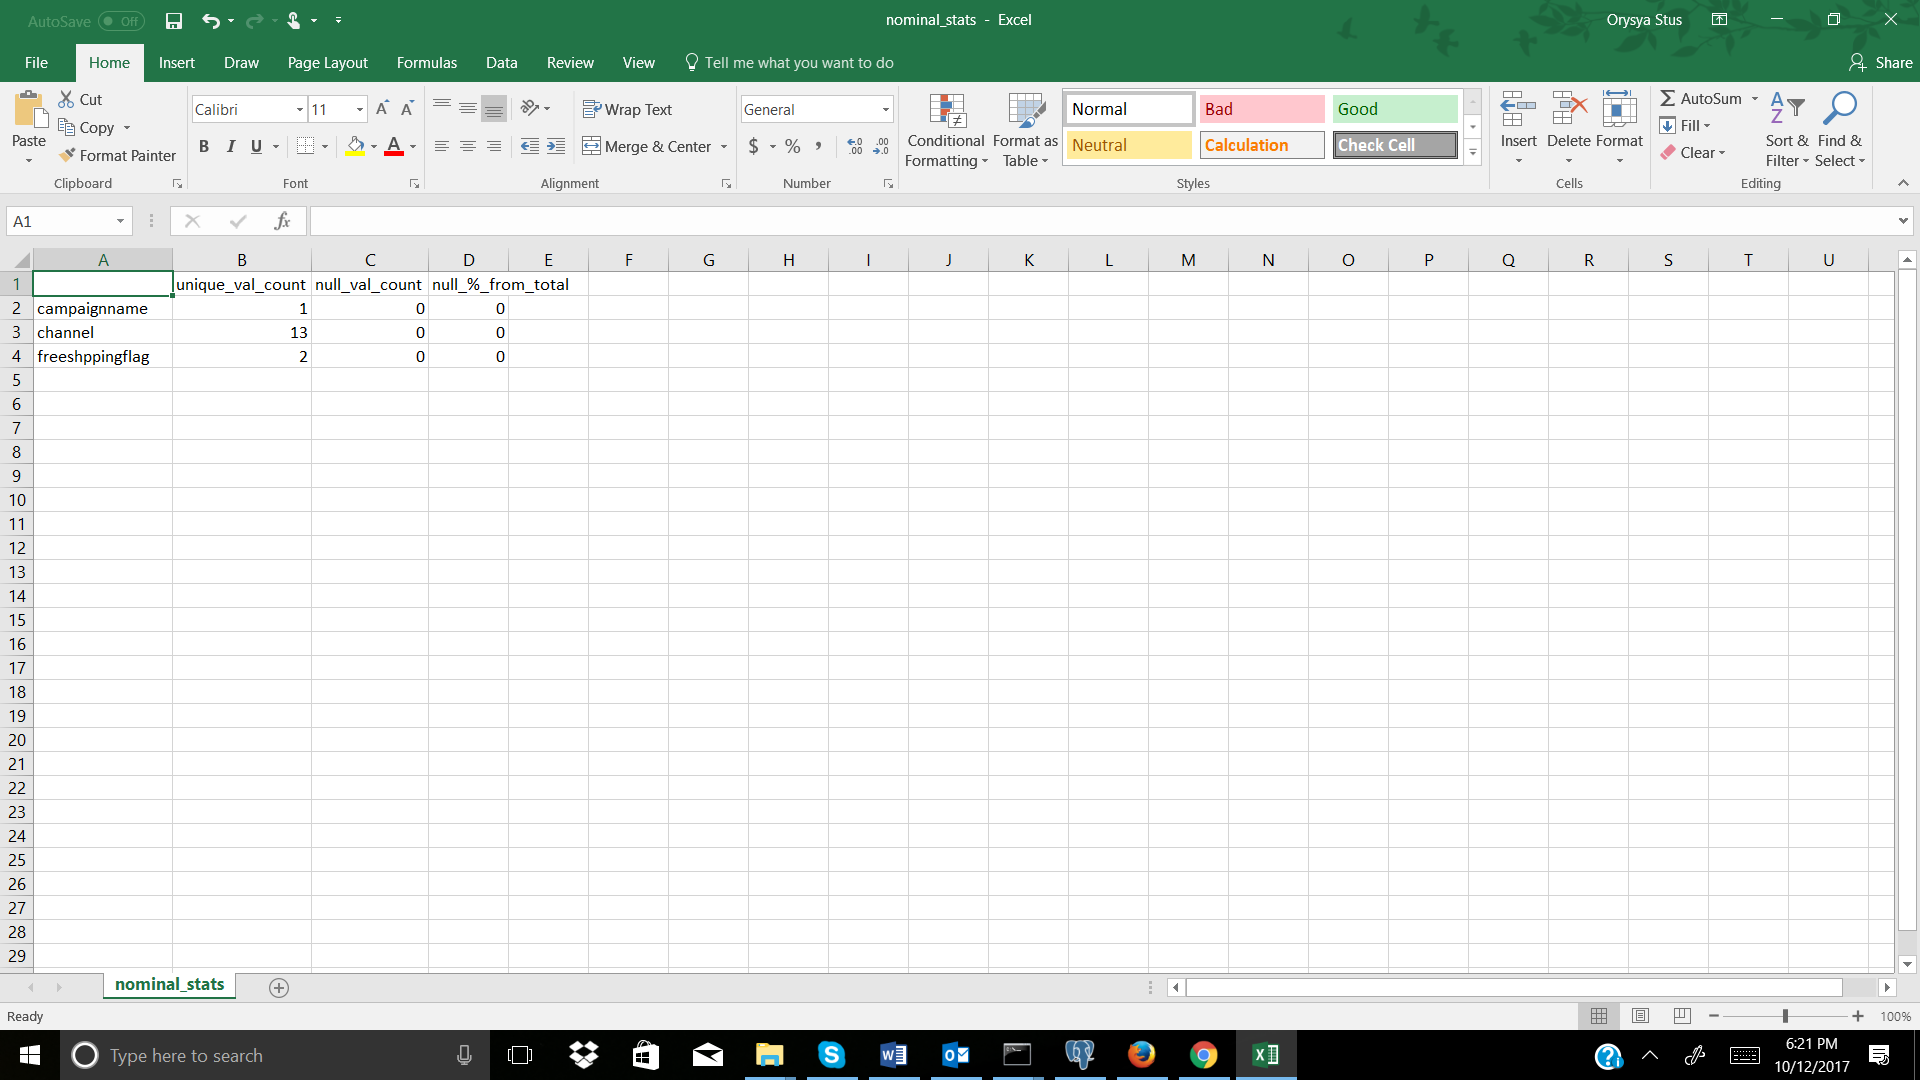 AutoSave Off
nominal_stats - Excel
Orysya Stus
File Home Insert Draw Page Layout Formulas Data Review View Tell me what you want to do Share
Paste
Cut
Copy
Format Painter
Clipboard
Calibri 11
B I U A
Font
Wrap Text
Merge & Center
Alignment
General
$ % ,
Number
Conditional Formatting
Format as Table
Normal Bad Good
Neutral Calculation Check Cell
Styles
Insert Delete Format
Cells
AutoSum
Fill
Clear
Sort & Filter
Find & Select
Editing
A1
fx
A B C D E F G H I J K L M N O P Q R S T U
1 unique_val_count null_val_count null_%_from_total
2 campaignname 1 0 0
3 channel 13 0 0
4 freeshppingflag 2 0 0
5
6
7
8
9
10
11
12
13
14
15
16
17
18
19
20
21
22
23
24
25
26
27
28
29
nominal_stats
Ready
100%
Type here to search
6:21 PM
10/12/2017